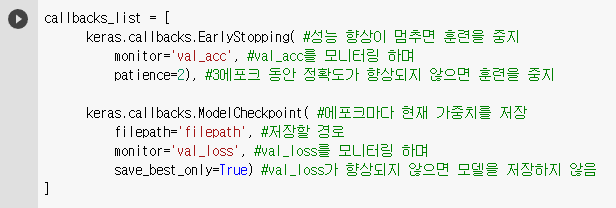 callbacks_list = [
keras.callbacks.EarlyStopping( #성능 향상이 멈추면 훈련을 중지
monitor='val_acc', #val_acc를 모니터링 하며
patience=2), #3에포크 동안 정확도가 향상되지 않으면 훈련을 중지
keras.callbacks.ModelCheckpoint( #에포크마다 현재 가중치를 저장
filepath='filepath', #저장할 경로
monitor='val_loss', #val_loss를 모니터링 하며
save_best_only=True) #val_loss가 향상되지 않으면 모델을 저장하지 않음
]